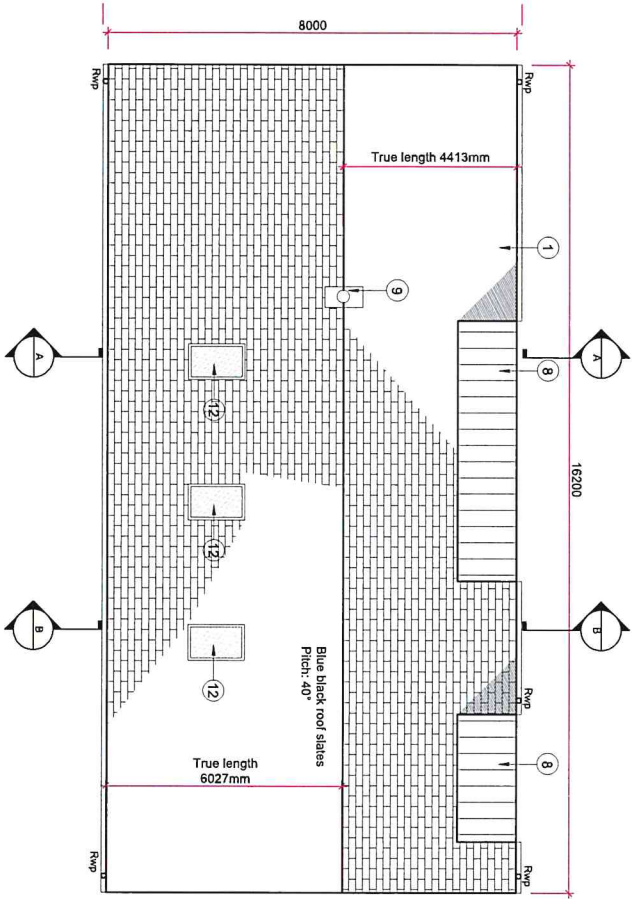 8000
Rwp
Rwp
True length 4413mm
1
9
A
A
8
12
16200
12
B
B
12
Blue black roof slates
Pitch: 40°
Rwp
8
True length
6027mm
Rwp
Rwp